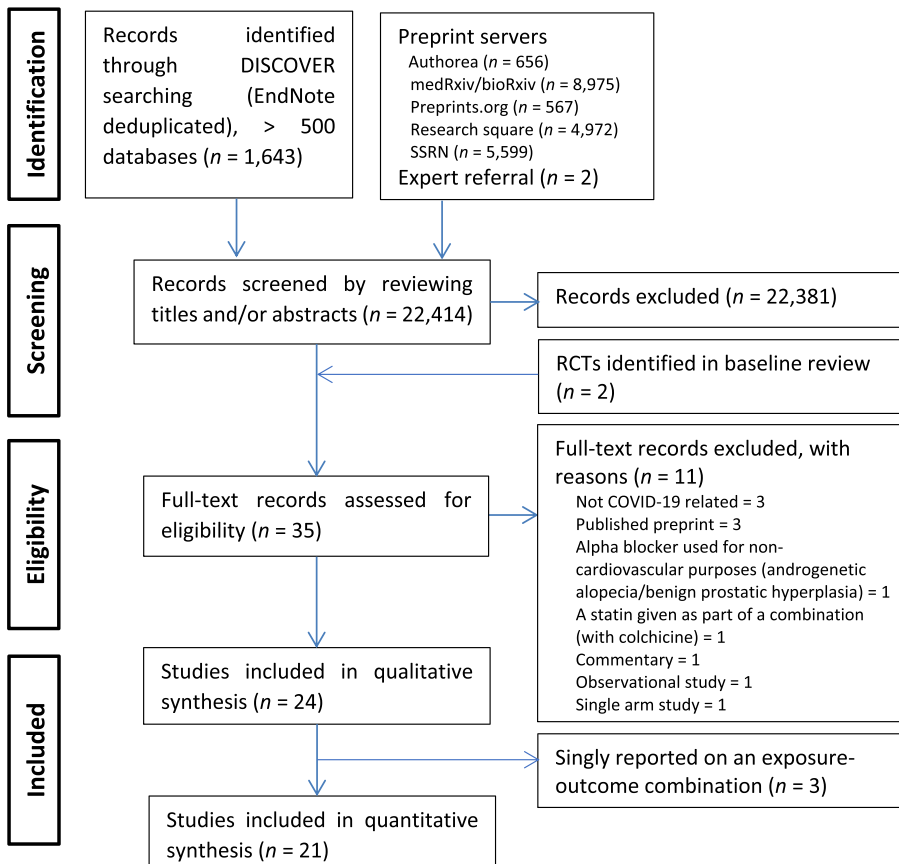 Identification
Records identified
through DISCOVER
searching (EndNote
deduplicated), > 500
databases (n = 1,643)
Preprint servers
Authorea (n = 656)
medRxiv/bioRxiv (n = 8,975)
Preprints.org (n = 567)
Research square (n = 4,972)
SSRN (n = 5,599)
Expert referral (n = 2)
Screening
Records screened by reviewing
titles and/or abstracts (n = 22,414)
Records excluded (n = 22,381)
RCTs identified in baseline review
(n = 2)
Eligibility
Full-text records assessed for
eligibility (n = 35)
Full-text records excluded, with
reasons (n = 11)
Not COVID-19 related = 3
Published preprint = 3
Alpha blocker used for non-
cardiovascular purposes (androgenetic
alopecia/benign prostatic hyperplasia) = 1
A statin given as part of a combination
(with colchicine) = 1
Commentary = 1
Observational study = 1
Single arm study = 1
Included
Studies included in qualitative
synthesis (n = 24)
Singly reported on an exposure-
outcome combination (n = 3)
Studies included in quantitative
synthesis (n = 21)